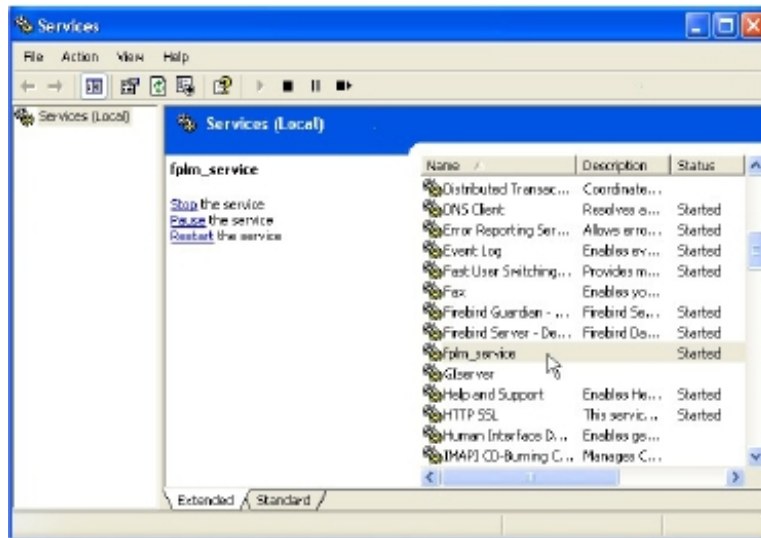 Services
File Action View Help
Services (Local)
Services (Local)
fplm_service
Stop the service
Pause the service
Restart the service
Name Description Status
Distributed Transac... Coordinate...
DNS Client Resolves a... Started
Error Reporting Ser... Allows erro... Started
Event Log Enables ev... Started
Fast User Switching... Provides m... Started
Fax Enables yo...
Firebird Guardian - ... Firebird Se... Started
Firebird Server - De... Firebird Da... Started
fplm_service Started
GIserver
Help and Support Enables He... Started
HTTP SSL This servic... Started
Human Interface D... Enables ge...
IMAPI CD-Burning C... Manages C...
Extended Standard